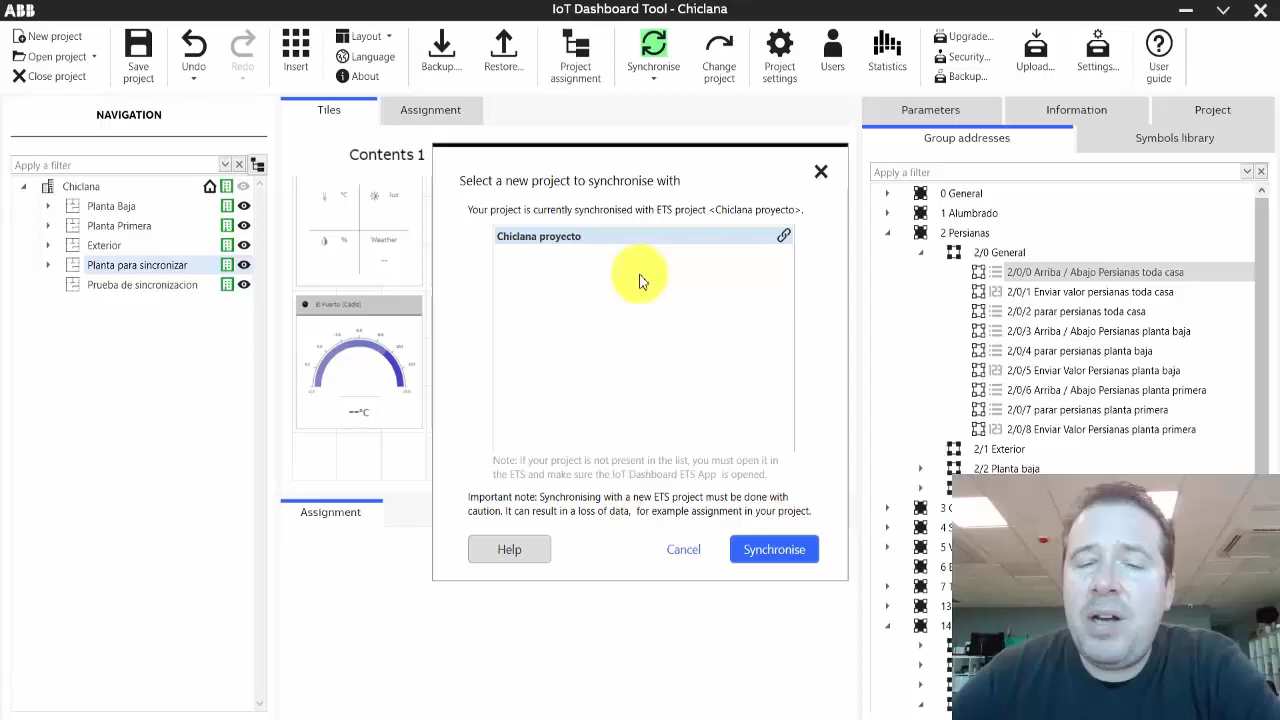 ABB
IoT Dashboard Tool - Chiclana
New project
Open project
Close project
Save project
Undo
Redo
Insert
Layout
Language
About
Backup...
Restore...
Project assignment
Synchronise
Change project
Project settings
Users
Statistics
Upgrade...
Security...
Backup...
Upload...
Settings...
User guide
NAVIGATION
Apply a filter
Chiclana
Planta Baja
Planta Primera
Exterior
Planta para sincronizar
Prueba de sincronizacion
Tiles
Assignment
Contents 1
°C
lux
%
Weather
--
El Puerto (Cádiz)
--°C
Assignment
Select a new project to synchronise with
Your project is currently synchronised with ETS project <Chiclana proyecto>.
Chiclana proyecto
Note: If your project is not present in the list, you must open it in
the ETS and make sure the IoT Dashboard ETS App is opened.
Important note: Synchronising with a new ETS project must be done with
caution. It can result in a loss of data, for example assignment in your project.
Help
Cancel
Synchronise
Parameters
Information
Project
Group addresses
Symbols library
Apply a filter
0 General
1 Alumbrado
2 Persianas
2/0 General
2/0/0 Arriba / Abajo Persianas toda casa
2/0/1 Enviar valor persianas toda casa
2/0/2 parar persianas toda casa
2/0/3 Arriba / Abajo Persianas planta baja
2/0/4 parar persianas planta baja
2/0/5 Enviar Valor persianas planta baja
2/0/6 Arriba / Abajo Persianas planta primera
2/0/7 parar persianas planta primera
2/0/8 Enviar Valor Persianas planta primera
2/1 Exterior
2/2 Planta baja
3
4
5
6
7
13
14